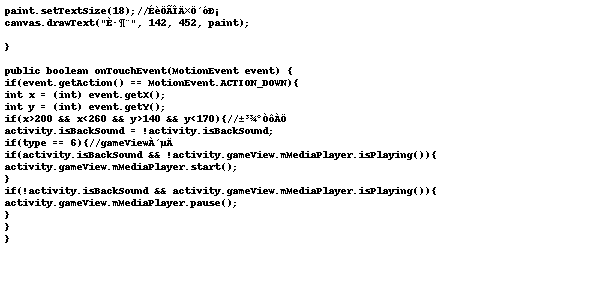 paint.setTextSize(18);//ÉèÖÃÎÄ×Ö´óÐ¡
canvas.drawText("È·¶¨", 142, 452, paint);
}
public boolean onTouchEvent(MotionEvent event) {
if(event.getAction() == MotionEvent.ACTION_DOWN){
int x = (int) event.getX();
int y = (int) event.getY();
if(x>200 && x<260 && y>140 && y<170){//±³¾°ÒôÀÖ
activity.isBackSound = !activity.isBackSound;
if(type == 6){//gameViewÀ´µÄ
if(activity.isBackSound && !activity.gameView.mMediaPlayer.isPlaying()){
activity.gameView.mMediaPlayer.start();
}
if(!activity.isBackSound && activity.gameView.mMediaPlayer.isPlaying()){
activity.gameView.mMediaPlayer.pause();
}
}
}